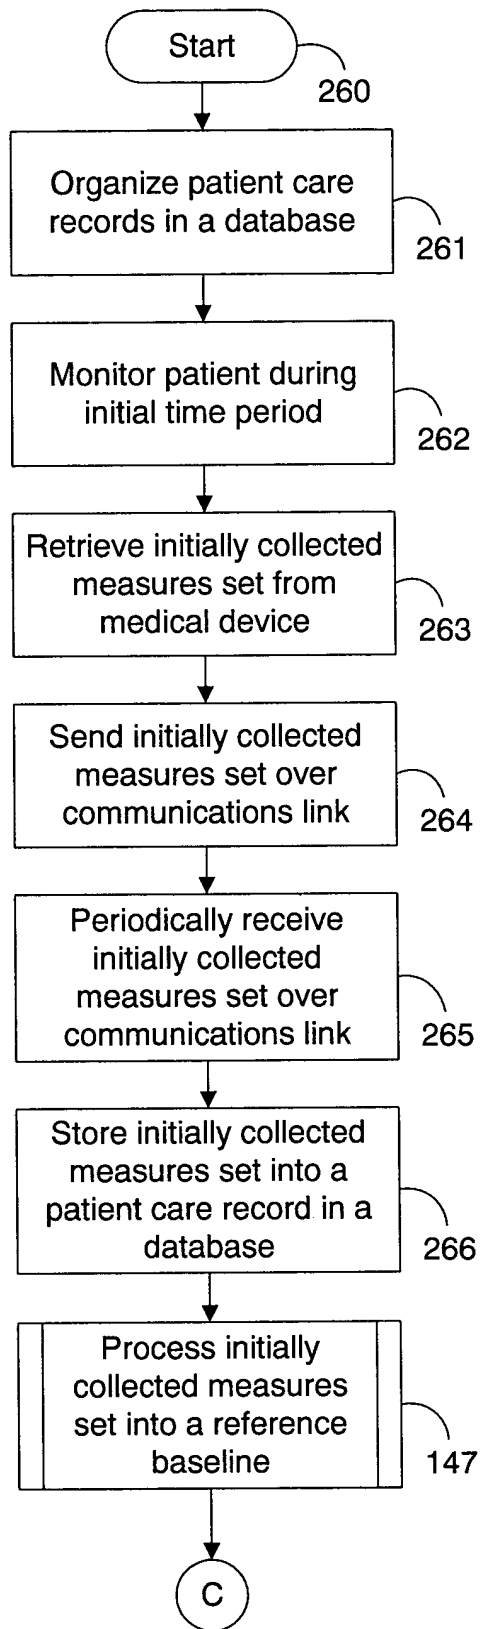 Start
260
Organize patient care
records in a database
261
Monitor patient during
initial time period
262
Retrieve initially collected
measures set from
medical device
263
Send initially collected
measures set over
communications link
264
Periodically receive
initially collected
measures set over
communications link
265
Store initially collected
measures set into a
patient care record in a
database
266
Process initially
collected measures
set into a reference
baseline
147
C